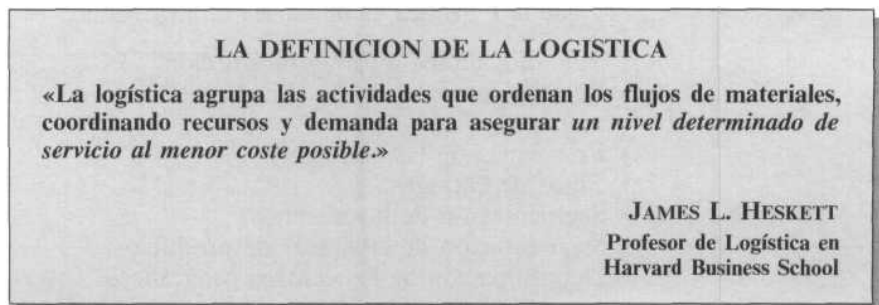 LA DEFINICION DE LA LOGISTICA
«La logística agrupa las actividades que ordenan los flujos de materiales,
coordinando recursos y demanda para asegurar un nivel determinado de
servicio al menor coste posible.»
JAMES L. HESKETT
Profesor de Logística en
Harvard Business School